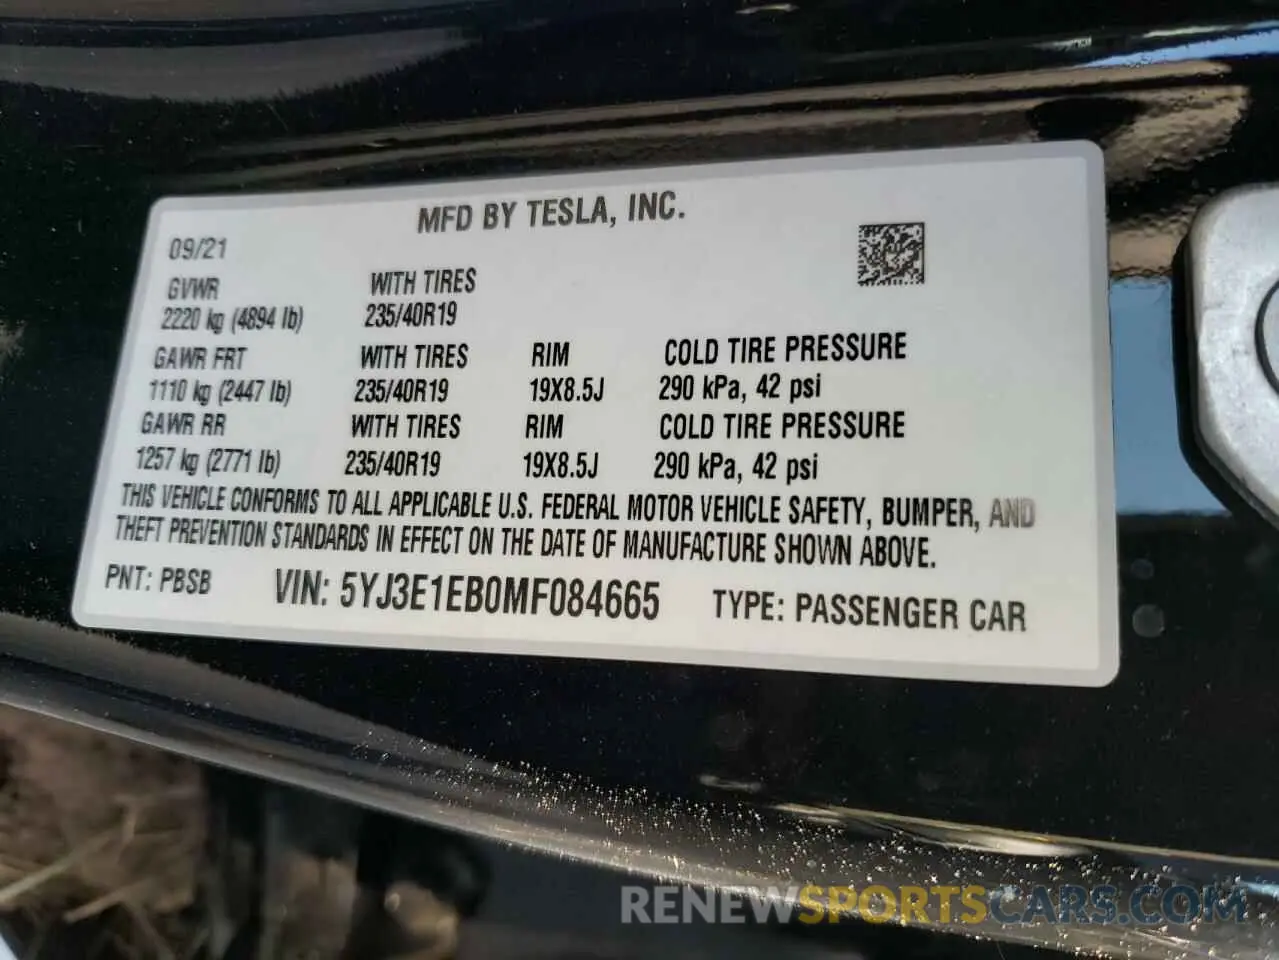 MFD BY TESLA, INC.
09/21
GVWR WITH TIRES
2220 kg (4894 lb) 235/40R19
GAWR FRT WITH TIRES RIM COLD TIRE PRESSURE
1110 kg (2447 lb) 235/40R19 19X8.5J 290 kPa, 42 psi
GAWR RR WITH TIRES RIM COLD TIRE PRESSURE
1257 kg (2771 lb) 235/40R19 19X8.5J 290 kPa, 42 psi
THIS VEHICLE CONFORMS TO ALL APPLICABLE U.S. FEDERAL MOTOR VEHICLE SAFETY, BUMPER, AND
THEFT PREVENTION STANDARDS IN EFFECT ON THE DATE OF MANUFACTURE SHOWN ABOVE.
PNT: PBSB VIN: 5YJ3E1EB0MF084665 TYPE: PASSENGER CAR
RENEWSPORTSCARS.COM